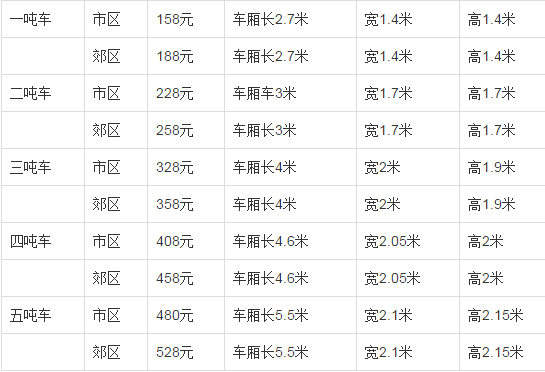 一吨车 市区 158元 车厢长2.7米 宽1.4米 高1.4米
郊区 188元 车厢长2.7米 宽1.4米 高1.4米
二吨车 市区 228元 车厢车3米 宽1.7米 高1.7米
郊区 258元 车厢长3米 宽1.7米 高1.7米
三吨车 市区 328元 车厢长4米 宽2米 高1.9米
郊区 358元 车厢长4米 宽2米 高1.9米
四吨车 市区 408元 车厢长4.6米 宽2.05米 高2米
郊区 458元 车厢长4.6米 宽2.05米 高2米
五吨车 市区 480元 车厢长5.5米 宽2.1米 高2.15米
郊区 528元 车厢长5.5米 宽2.1米 高2.15米